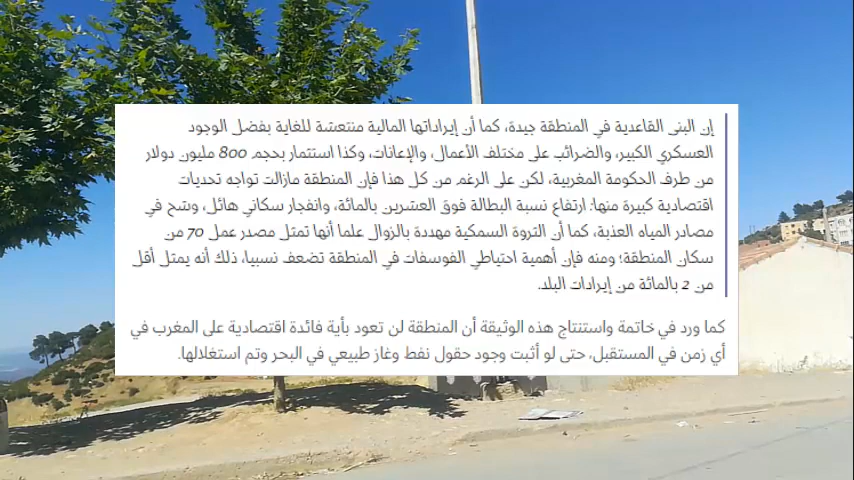 إن البنى القاعدية في المنطقة جيدة، كما أن إيراداتها المالية منتعشة للغاية بفضل الوجود
العسكري الكبير، والضرائب على مختلف الأعمال، والإعانات، وكذا استثمار بحجم 800 مليون دولار
من طرف الحكومة المغربية، لكن على الرغم من كل هذا فإن المنطقة مازالت تواجه تحديات
اقتصادية كبيرة منها: ارتفاع نسبة البطالة فوق العشرين بالمائة، وانفجار سكاني هائل، وشح في
مصادر المياه العذبة، كما أن الثروة السمكية مهددة بالزوال علما أنها تمثل مصدر عمل 70 من
سكان المنطقة؛ ومنه فإن أهمية احتياطي الفوسفات في المنطقة تضعف نسبيا، ذلك أنه يمثل أقل
من 2 بالمائة من إيرادات البلد.
كما ورد في خاتمة واستنتاج هذه الوثيقة أن المنطقة لن تعود بأية فائدة اقتصادية على المغرب في
أي زمن في المستقبل، حتى لو أثبت وجود حقول نفط وغاز طبيعي في البحر وتم استغلالها.